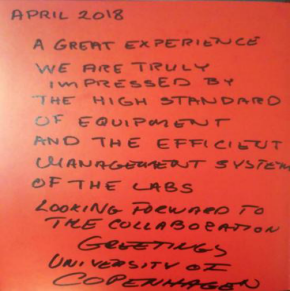 APRIL 2018
A GREAT EXPERIENCE
WE ARE TRULY
IMPRESSED BY
THE HIGH STANDARD
OF EQUIPMENT
AND THE EFFICIENT
MANAGEMENT SYSTEM
OF THE LABS
LOOKING FORWARD TO
THE COLLABORATION
GREETINGS
UNIVERSITY OF
COPENHAGEN